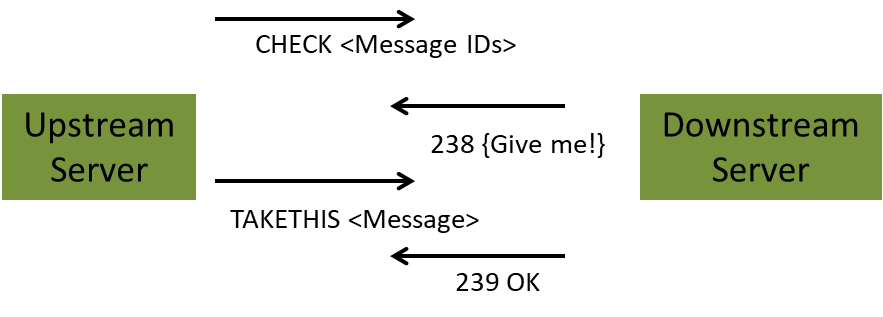 CHECK <Message IDs>
Upstream
Server
238 {Give me!}
Downstream
Server
TAKETHIS <Message>
239 OK